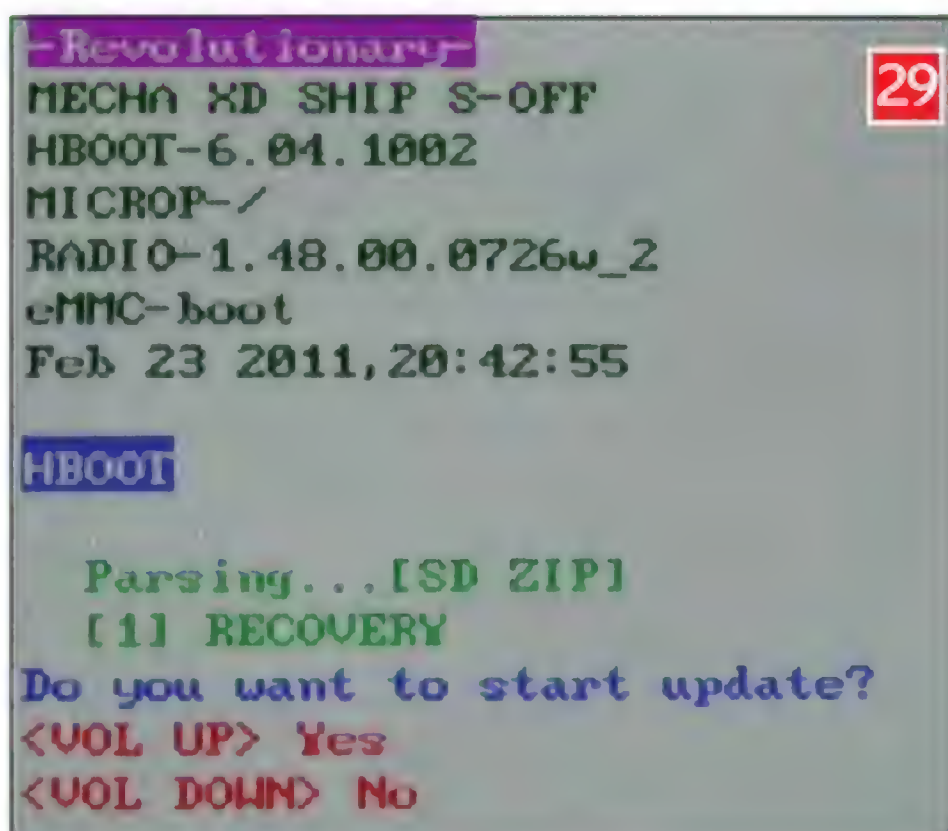 -Revolutionary-
29
MECHA XD SHIP S-OFF
HBOOT-6.04.1002
MICROP-/
RADIO-1.48.00.0726w_2
eMMC-boot
Feb 23 2011,20:42:55
HBOOT
Parsing...[SD ZIP]
[1] RECOVERY
Do you want to start update?
<VOL UP> Yes
<VOL DOWN> No